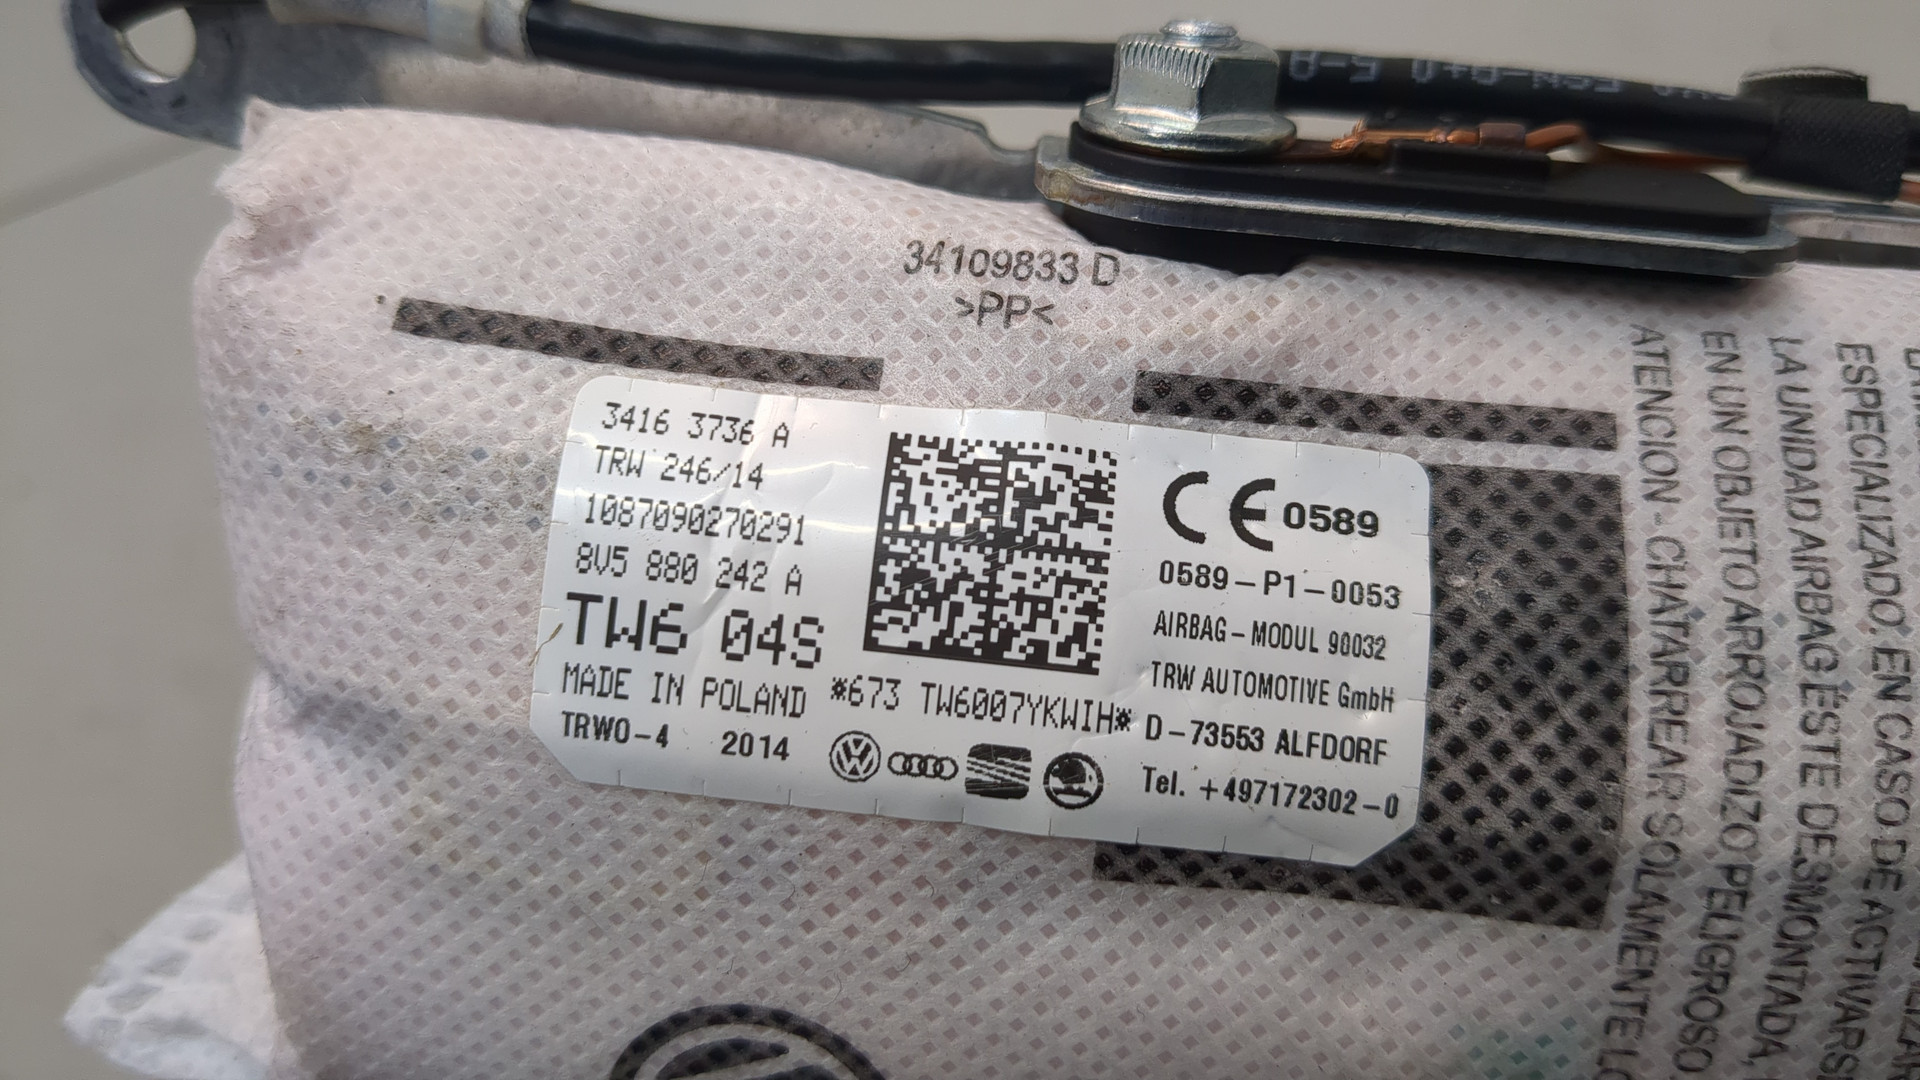 34109833 D
>PP<
3416 3736 A
TRW 246/14
1087090270291
8V5 880 242 A
TW6 04S
MADE IN POLAND
TRWO-4 2014
*673 TW6007YKWIH*
CE 0589
0589-P1-0053
AIRBAG-MODUL 90032
TRW AUTOMOTIVE GmbH
D-73553 ALFDORF
Tel. +497172302-0
ATENCION - CHATARREAR SOLAMENTE
EN UN OBJETO ARROJADIZO PELIGROSO
LA UNIDAD AIRBAG ÉSTE DESMONTADA,
ESPECIALIZADO. EN CASO DE